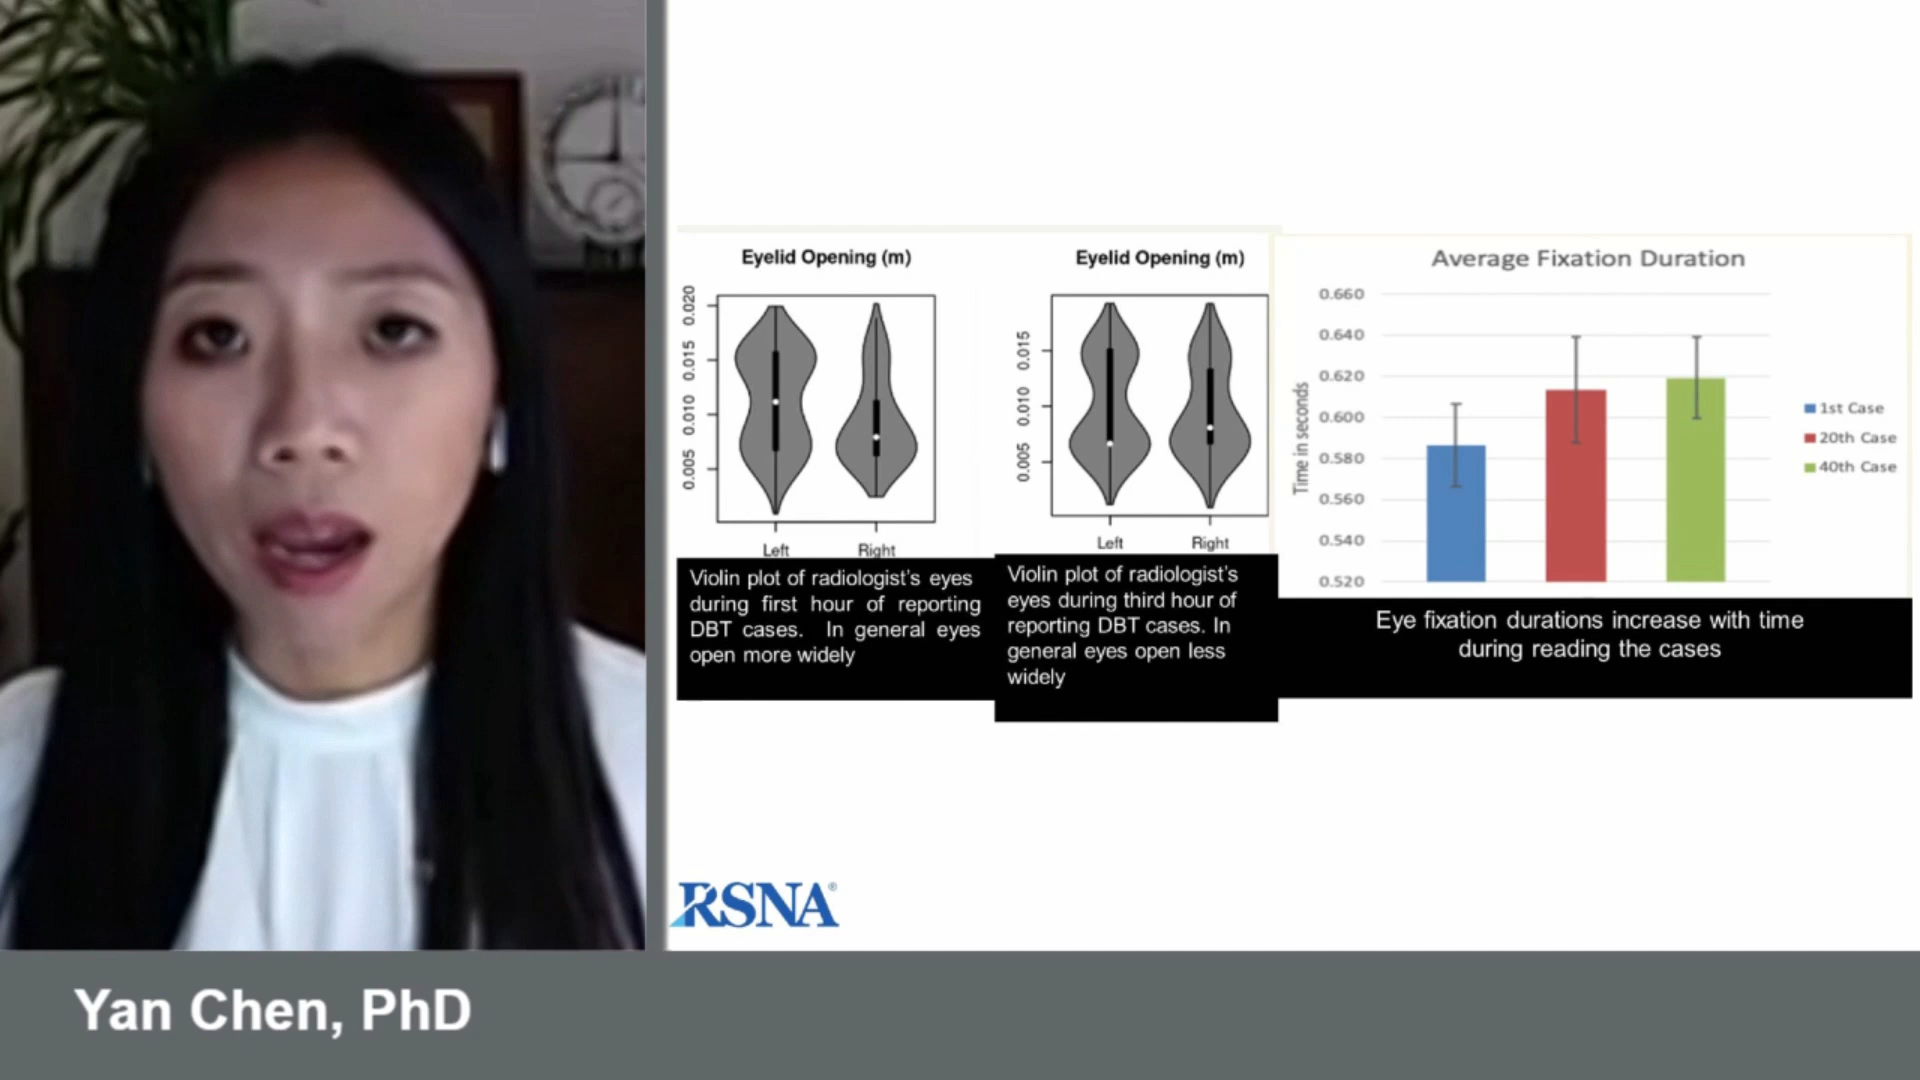 Eyelid Opening (m)
0.020
0.015
0.010
0.005
Left Right
Violin plot of radiologist's eyes
during first hour of reporting
DBT cases. In general eyes
open more widely
Eyelid Opening (m)
0.015
0.010
0.005
Left Right
Violin plot of radiologist's
eyes during third hour of
reporting DBT cases. In
general eyes open less
widely
Average Fixation Duration
Time in seconds
0.660
0.640
0.620
0.600
0.580
0.560
0.540
0.520
1st Case
20th Case
40th Case
Eye fixation durations increase with time
during reading the cases
RSNA®
Yan Chen, PhD